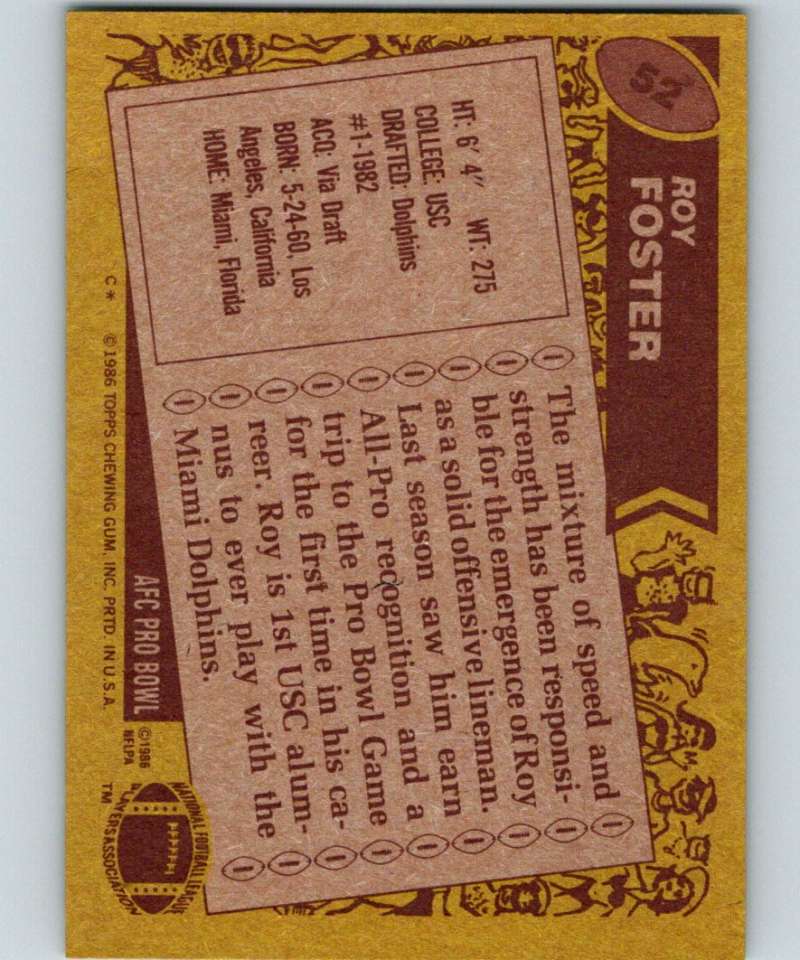 52
ROY
FOSTER
HT: 6' 4" WT: 275
COLLEGE: USC
DRAFTED: Dolphins
#1-1982
ACQ: Via Draft
BORN: 5-24-60, Los
Angeles, California
HOME: Miami, Florida
The mixture of speed and
strength has been responsi-
ble for the emergence of Roy
as a solid offensive lineman.
Last season saw him earn
All-Pro recognition and a
trip to the Pro Bowl Game
for the first time in his ca-
reer. Roy is 1st USC alum-
nus to ever play with the
Miami Dolphins.
AFC PRO BOWL
©1986
NFLPA
C* ©1986 TOPPS CHEWING GUM, INC. PRTD. IN U.S.A.
NATIONAL FOOTBALL LEAGUE
PLAYERS ASSOCIATION
TM